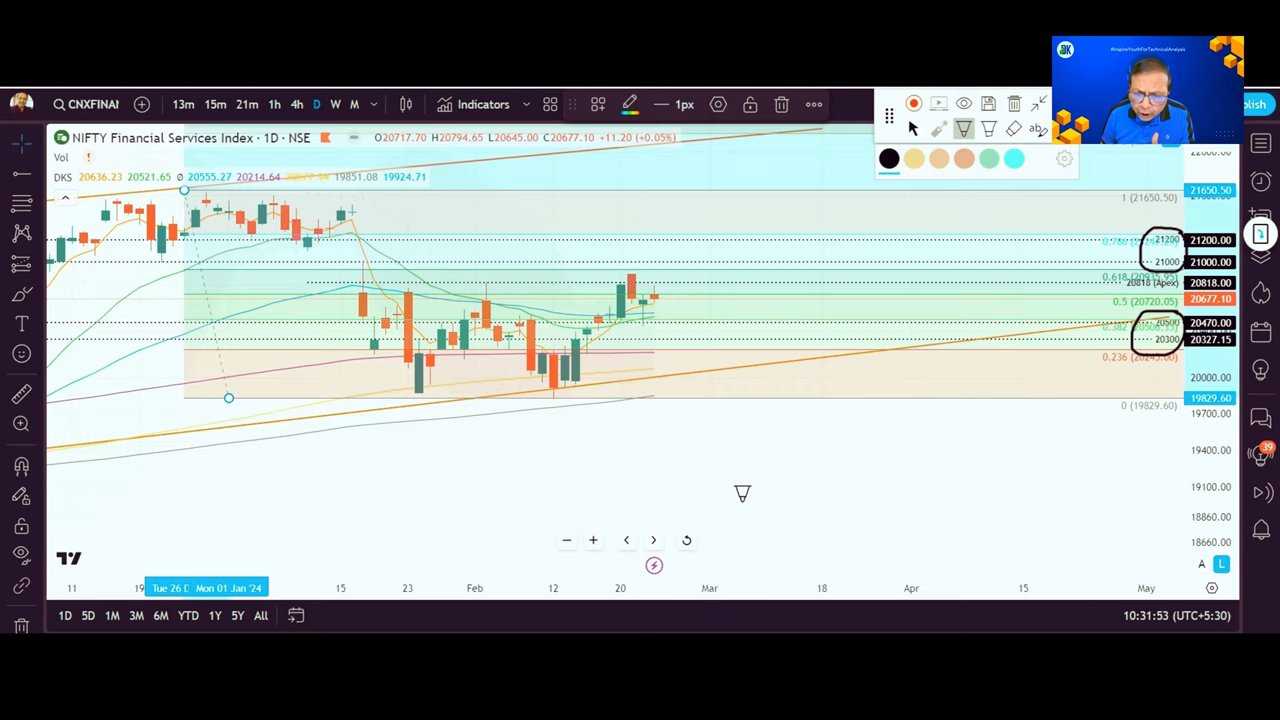 DK
#InspireYouthForTechnicalAnalysis
CNXFINAI
13m 15m 21m 1h 4h D W M Indicators 1px
NIFTY Financial Services Index · 1D · NSE O20717.70 H20794.65 L20645.00 C20677.10 +11.20 (+0.05%)
Vol
DKS 20636.23 20521.65 Ø 20555.27 20214.64 19851.08 19924.71
1 (21650.50)
21650.50
21200
21200.00
21000
21000.00
20818 (Apex)
20818.00
0.5 (20720.05)
20677.10
20500
20470.00
20300
20327.15
0.236 (20245.00)
20000.00
0 (19829.60)
19829.60
19700.00
19400.00
19100.00
18860.00
18660.00
39
A L
11 19 Tue 26 D Mon 01 Jan '24 15 23 Feb 12 20 Mar 18 Apr 15 May
1D 5D 1M 3M 6M YTD 1Y 5Y All
10:31:53 (UTC+5:30)